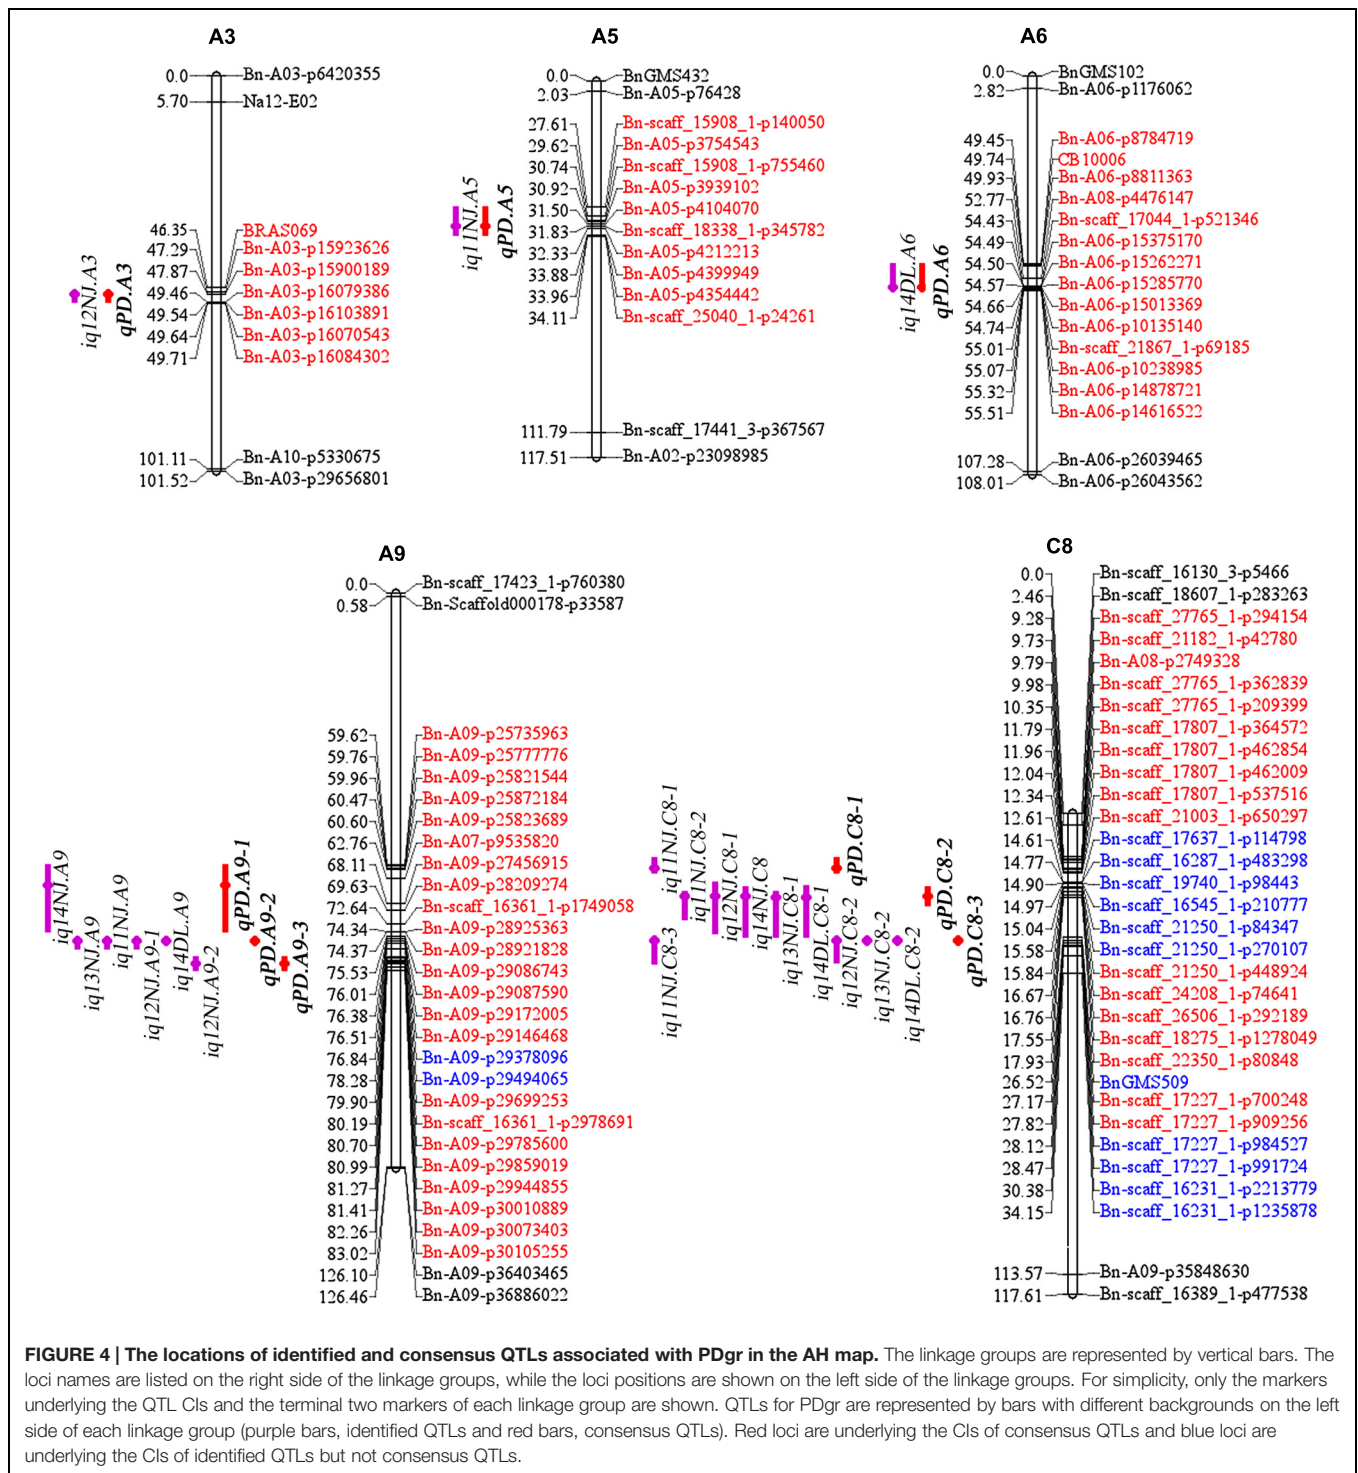 A3
0.0 Bn-A03-p6420355
5.70 Na12-E02
46.35 BRAS069
47.29 Bn-A03-p15923626
47.87 Bn-A03-p15900189
49.46 Bn-A03-p16079386
49.54 Bn-A03-p16103891
49.64 Bn-A03-p16070543
49.71 Bn-A03-p16084302
101.11 Bn-A10-p5330675
101.52 Bn-A03-p29656801
iq12NJ.A3
qPD.A3
A5
0.0 BnGMS432
2.03 Bn-A05-p76428
27.61 Bn-scaff_15908_1-p140050
29.62 Bn-A05-p3754543
30.74 Bn-scaff_15908_1-p755460
30.92 Bn-A05-p3939102
31.50 Bn-A05-p4104070
31.83 Bn-scaff_18338_1-p345782
32.33 Bn-A05-p4212213
33.88 Bn-A05-p4399949
33.96 Bn-A05-p4354442
34.11 Bn-scaff_25040_1-p24261
111.79 Bn-scaff_17441_3-p367567
117.51 Bn-A02-p23098985
iq11NJ.A5
qPD.A5
A6
0.0 BnGMS102
2.82 Bn-A06-p1176062
49.45 Bn-A06-p8784719
49.74 CB10006
49.93 Bn-A06-p8811363
52.77 Bn-A08-p4476147
54.43 Bn-scaff_17044_1-p521346
54.49 Bn-A06-p15375170
54.50 Bn-A06-p15262271
54.57 Bn-A06-p15285770
54.66 Bn-A06-p15013369
54.74 Bn-A06-p10135140
55.01 Bn-scaff_21867_1-p69185
55.07 Bn-A06-p10238985
55.32 Bn-A06-p14878721
55.51 Bn-A06-p14616522
107.28 Bn-A06-p26039465
108.01 Bn-A06-p26043562
iq14DL.A6
qPD.A6
A9
0.0 Bn-scaff_17423_1-p760380
0.58 Bn-Scaffold000178-p33587
59.62 Bn-A09-p25735963
59.76 Bn-A09-p25777776
59.96 Bn-A09-p25821544
60.47 Bn-A09-p25872184
60.60 Bn-A09-p25823689
62.76 Bn-A07-p9535820
68.11 Bn-A09-p27456915
69.63 Bn-A09-p28209274
72.64 Bn-scaff_16361_1-p1749058
74.34 Bn-A09-p28925363
74.37 Bn-A09-p28921828
75.53 Bn-A09-p29086743
76.01 Bn-A09-p29087590
76.38 Bn-A09-p29172005
76.51 Bn-A09-p29146468
76.84 Bn-A09-p29378096
78.28 Bn-A09-p29494065
79.90 Bn-A09-p29699253
80.19 Bn-scaff_16361_1-p2978691
80.70 Bn-A09-p29785600
80.99 Bn-A09-p29859019
81.27 Bn-A09-p29944855
81.41 Bn-A09-p30010889
82.26 Bn-A09-p30073403
83.02 Bn-A09-p30105255
126.10 Bn-A09-p36403465
126.46 Bn-A09-p36886022
iq14NJ.A9
iq13NJ.A9
iq11NJ.A9
iq12NJ.A9-1
iq14DL.A9
iq12NJ.A9-2
qPD.A9-1
qPD.A9-2
qPD.A9-3
C8
0.0 Bn-scaff_16130_3-p5466
2.46 Bn-scaff_18607_1-p283263
9.28 Bn-scaff_27765_1-p294154
9.73 Bn-scaff_21182_1-p42780
9.79 Bn-A08-p2749328
9.98 Bn-scaff_27765_1-p362839
10.35 Bn-scaff_27765_1-p209399
11.79 Bn-scaff_17807_1-p364572
11.96 Bn-scaff_17807_1-p462854
12.04 Bn-scaff_17807_1-p462009
12.34 Bn-scaff_17807_1-p537516
12.61 Bn-scaff_21003_1-p650297
14.61 Bn-scaff_17637_1-p114798
14.77 Bn-scaff_16287_1-p483298
14.90 Bn-scaff_19740_1-p98443
14.97 Bn-scaff_16545_1-p210777
15.04 Bn-scaff_21250_1-p84347
15.58 Bn-scaff_21250_1-p270107
15.84 Bn-scaff_21250_1-p448924
16.67 Bn-scaff_24208_1-p74641
16.76 Bn-scaff_26506_1-p292189
17.55 Bn-scaff_18275_1-p1278049
17.93 Bn-scaff_22350_1-p80848
26.52 BnGMS509
27.17 Bn-scaff_17227_1-p700248
27.82 Bn-scaff_17227_1-p909256
28.12 Bn-scaff_17227_1-p984527
28.47 Bn-scaff_17227_1-p991724
30.38 Bn-scaff_16231_1-p2213779
34.15 Bn-scaff_16231_1-p1235878
113.57 Bn-A09-p35848630
117.61 Bn-scaff_16389_1-p477538
iq11NJ.C8-1
iq11NJ.C8-3
iq11NJ.C8-2
iq12NJ.C8-1
iq14NJ.C8
iq13NJ.C8-1
iq14DL.C8-1
iq12NJ.C8-2
iq13NJ.C8-2
iq14DL.C8-2
qPD.C8-1
qPD.C8-2
qPD.C8-3
FIGURE 4 | The locations of identified and consensus QTLs associated with PDgr in the AH map. The linkage groups are represented by vertical bars. The
loci names are listed on the right side of the linkage groups, while the loci positions are shown on the left side of the linkage groups. For simplicity, only the markers
underlying the QTL CIs and the terminal two markers of each linkage group are shown. QTLs for PDgr are represented by bars with different backgrounds on the left
side of each linkage group (purple bars, identified QTLs and red bars, consensus QTLs). Red loci are underlying the CIs of consensus QTLs and blue loci are
underlying the CIs of identified QTLs but not consensus QTLs.